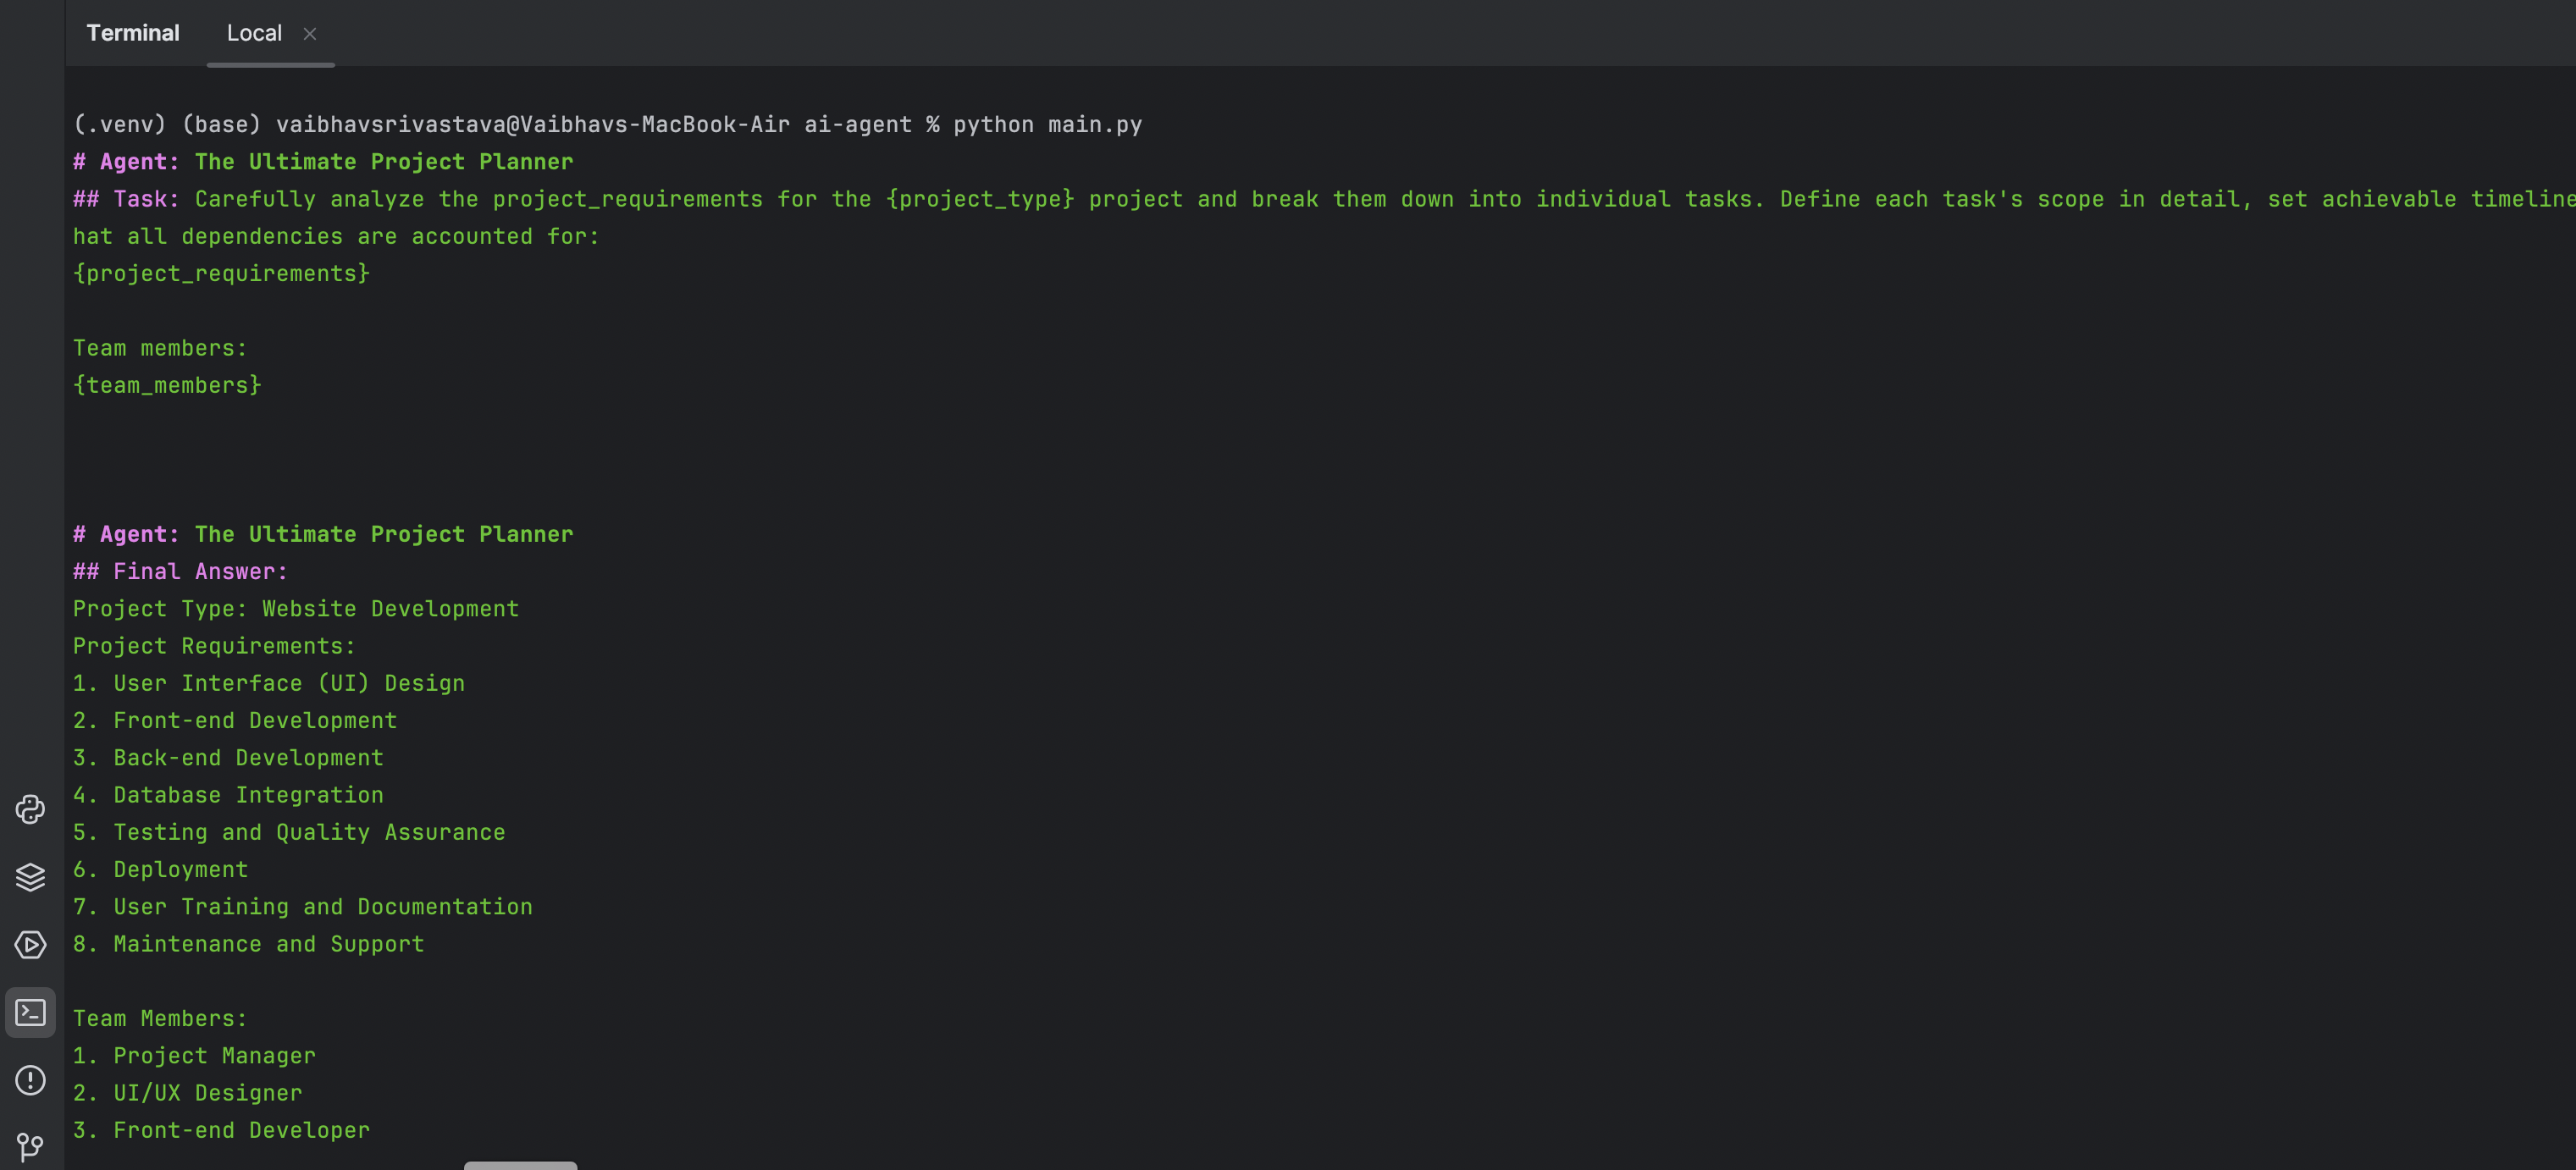 Terminal Local
(.venv) (base) vaibhavsrivastava@Vaibhavs-MacBook-Air ai-agent % python main.py
# Agent: The Ultimate Project Planner
## Task: Carefully analyze the project_requirements for the {project_type} project and break them down into individual tasks. Define each task's scope in detail, set achievable timeline
hat all dependencies are accounted for:
{project_requirements}
Team members:
{team_members}
# Agent: The Ultimate Project Planner
## Final Answer:
Project Type: Website Development
Project Requirements:
1. User Interface (UI) Design
2. Front-end Development
3. Back-end Development
4. Database Integration
5. Testing and Quality Assurance
6. Deployment
7. User Training and Documentation
8. Maintenance and Support
Team Members:
1. Project Manager
2. UI/UX Designer
3. Front-end Developer